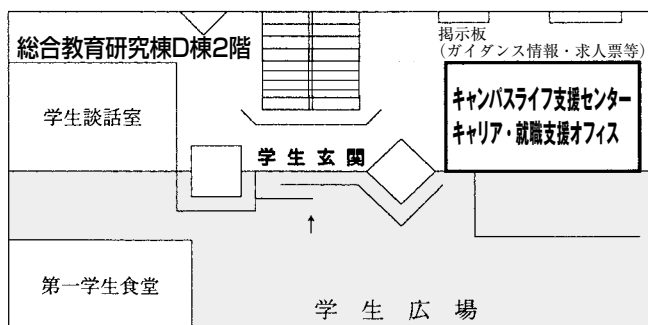 総合教育研究棟D棟2階
掲示板
(ガイダンス情報・求人票等)
学生談話室
キャンパスライフ支援センター
キャリア・就職支援オフィス
学生玄関
↑
第一学生食堂
学生広場